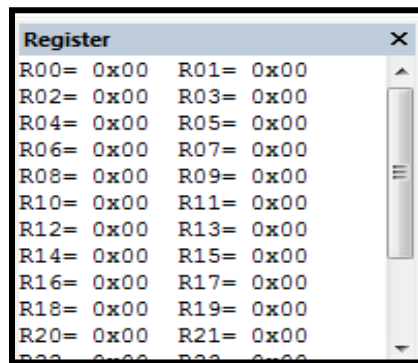 Register
R00= 0x00 R01= 0x00
R02= 0x00 R03= 0x00
R04= 0x00 R05= 0x00
R06= 0x00 R07= 0x00
R08= 0x00 R09= 0x00
R10= 0x00 R11= 0x00
R12= 0x00 R13= 0x00
R14= 0x00 R15= 0x00
R16= 0x00 R17= 0x00
R18= 0x00 R19= 0x00
R20= 0x00 R21= 0x00